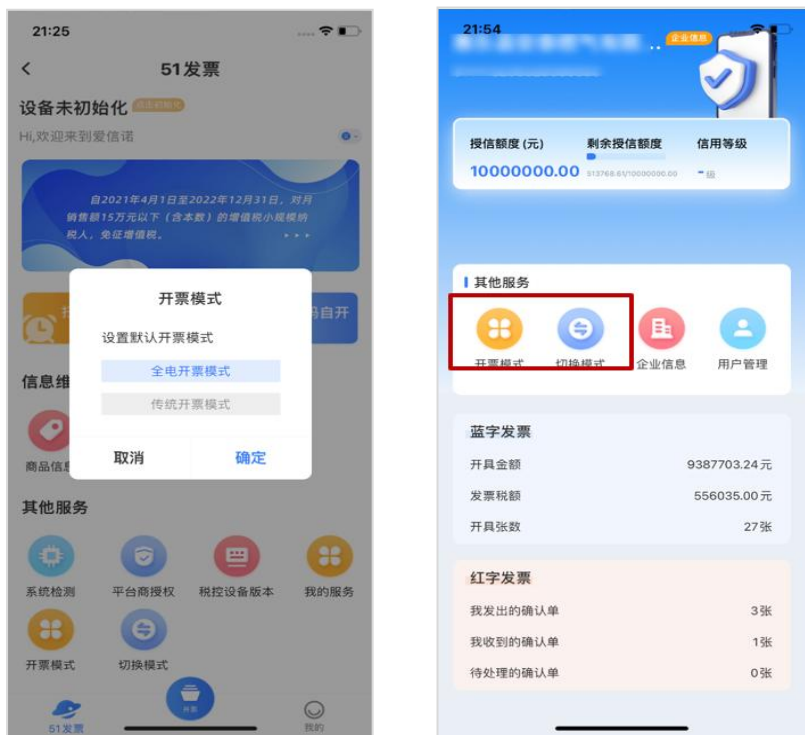 21:25
51发票
设备未初始化
Hi,欢迎来到爱信诺
自2021年4月1日至2022年12月31日，对月
销售额15万元以下（含本数）的增值税小规模纳
税人，免征增值税。
码自开
开票模式
设置默认开票模式
全电开票模式
传统开票模式
取消
确定
信息维
商品信息
其他服务
系统检测
平台商授权
税控设备版本
我的服务
开票模式
切换模式
51发票
开票
我的
21:54
企业信息
授信额度(元)
剩余授信额度
信用等级
10000000.00
513768.61/10000000.00
-级
其他服务
开票模式
切换模式
企业信息
用户管理
蓝字发票
开具金额
9387703.24元
发票税额
556035.00元
开具张数
27张
红字发票
我发出的确认单
3张
我收到的确认单
1张
待处理的确认单
0张